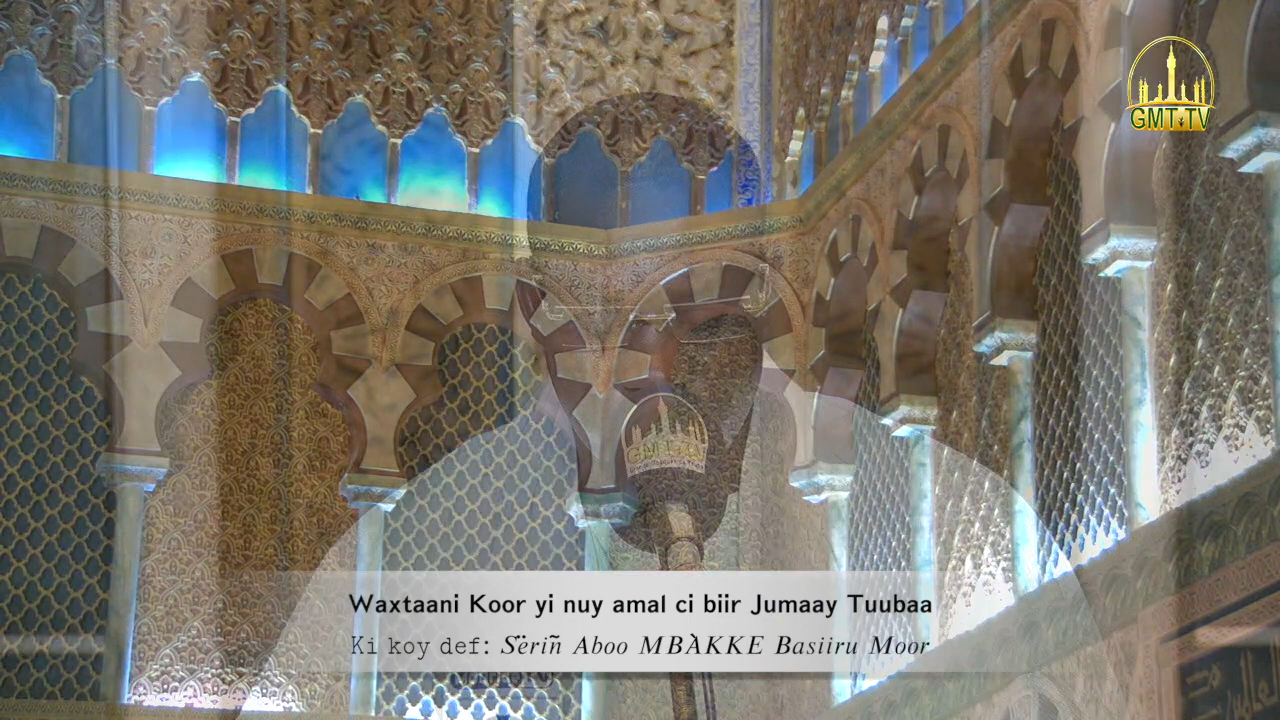 GMT TV
Waxtaani Koor yi nuy amal ci biir Jumaay Tuubaa
Ki koy def: Sëriñ Aboo MBÀKKE Basiiru Moor